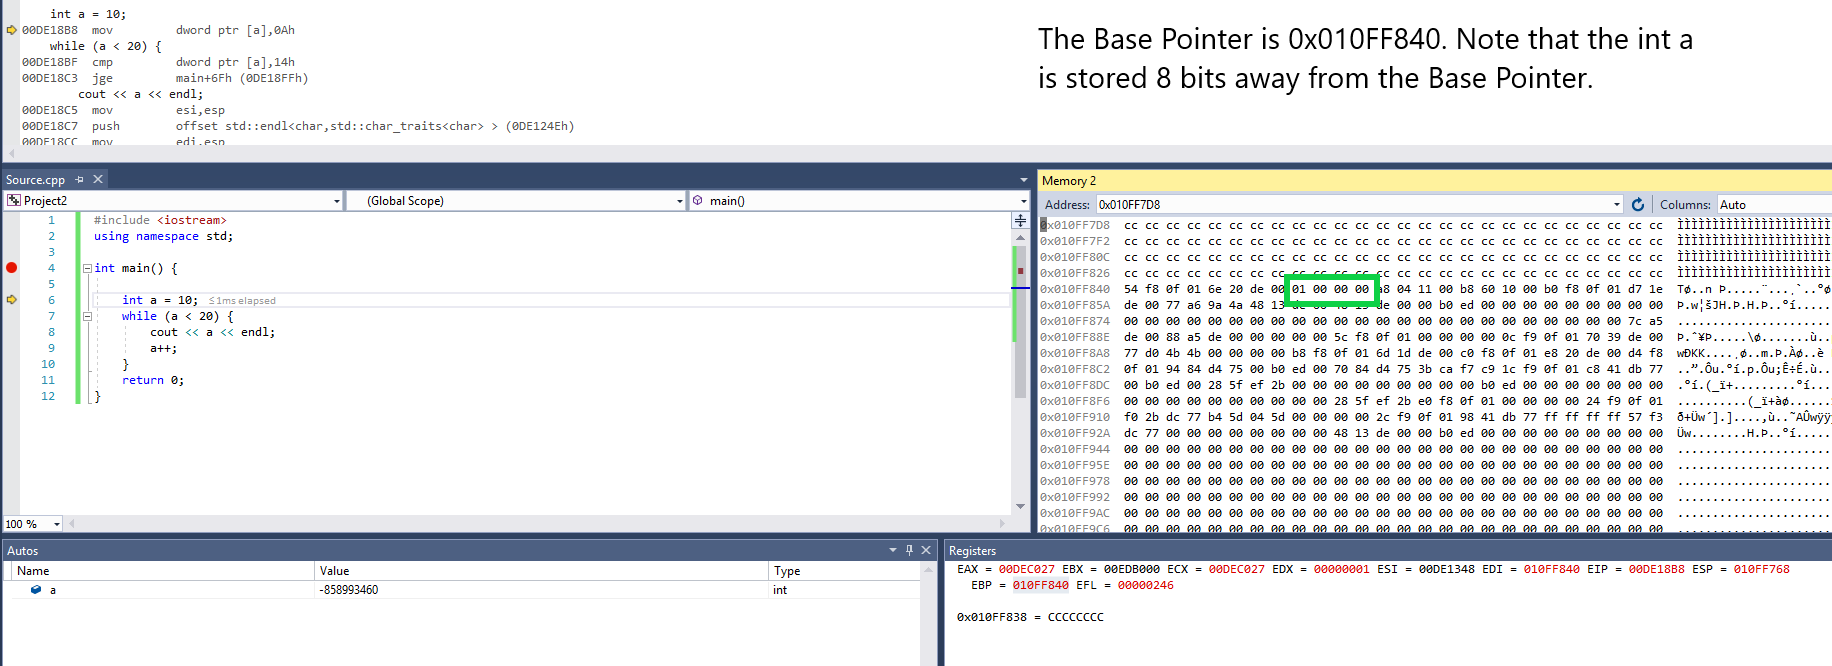 int a = 10;
00DE18B8 mov dword ptr [a],0Ah
while (a < 20) {
00DE18BF cmp dword ptr [a],14h
00DE18C3 jge main+6Fh (0DE18FFh)
cout << a << endl;
00DE18C5 mov esi,esp
00DE18C7 push offset std::endl<char,std::char_traits<char> > (0DE124Eh)
00DE18CC mov edi,esp
The Base Pointer is 0x010FF840. Note that the int a
is stored 8 bits away from the Base Pointer.
Source.cpp
Project2 (Global Scope) main()
1 #include <iostream>
2 using namespace std;
3
4 int main() {
5
6 int a = 10; ≤1ms elapsed
7 while (a < 20) {
8 cout << a << endl;
9 a++;
10 }
11 return 0;
12 }
100 %
Memory 2
Address: 0x010FF7D8 Columns: Auto
0x010FF7D8 cc cc cc cc cc cc cc cc cc cc cc cc cc cc cc cc cc cc cc cc cc cc cc cc cc cc
0x010FF7F2 cc cc cc cc cc cc cc cc cc cc cc cc cc cc cc cc cc cc cc cc cc cc cc cc cc cc
0x010FF80C cc cc cc cc cc cc cc cc cc cc cc cc cc cc cc cc cc cc cc cc cc cc cc cc cc cc
0x010FF826 cc cc cc cc cc cc cc cc cc cc cc cc cc cc cc cc cc cc cc cc cc cc cc cc cc cc
0x010FF840 54 f8 0f 01 6e 20 de 00 01 00 00 00 a8 04 11 00 b8 60 10 00 b0 f8 0f 01 d7 1e
0x010FF85A de 00 77 a6 9a 4a 48 13 de 00 48 13 de 00 00 b0 ed 00 00 00 00 00 00 00 00 00
0x010FF874 00 00 00 00 00 00 00 00 00 00 00 00 00 00 00 00 00 00 00 00 00 00 00 00 7c a5
0x010FF88E de 00 88 a5 de 00 00 00 00 00 5c f8 0f 01 00 00 00 00 0c f9 0f 01 70 39 de 00
0x010FF8A8 77 d0 4b 4b 00 00 00 00 b8 f8 0f 01 6d 1d de 00 c0 f8 0f 01 e8 20 de 00 d4 f8
0x010FF8C2 0f 01 94 84 d4 75 00 b0 ed 00 70 84 d4 75 3b ca f7 c9 1c f9 0f 01 c8 41 db 77
0x010FF8DC 00 b0 ed 00 28 5f ef 2b 00 00 00 00 00 00 00 00 00 b0 ed 00 00 00 00 00 00 00
0x010FF8F6 00 00 00 00 00 00 00 00 00 00 28 5f ef 2b e0 f8 0f 01 00 00 00 00 24 f9 0f 01
0x010FF910 f0 2b dc 77 b4 5d 04 5d 00 00 00 00 2c f9 0f 01 98 41 db 77 ff ff ff ff 57 f3
0x010FF92A dc 77 00 00 00 00 00 00 00 00 48 13 de 00 00 b0 ed 00 00 00 00 00 00 00 00 00
0x010FF944 00 00 00 00 00 00 00 00 00 00 00 00 00 00 00 00 00 00 00 00 00 00 00 00 00 00
0x010FF95E 00 00 00 00 00 00 00 00 00 00 00 00 00 00 00 00 00 00 00 00 00 00 00 00 00 00
0x010FF978 00 00 00 00 00 00 00 00 00 00 00 00 00 00 00 00 00 00 00 00 00 00 00 00 00 00
0x010FF992 00 00 00 00 00 00 00 00 00 00 00 00 00 00 00 00 00 00 00 00 00 00 00 00 00 00
0x010FF9AC 00 00 00 00 00 00 00 00 00 00 00 00 00 00 00 00 00 00 00 00 00 00 00 00 00 00
0x010FF9C6 00 00 00 00 00 00 00 00 00 00 00 00 00 00 00 00 00 00 00 00 00 00 00 00 00 00
Autos
Name Value Type
a -858993460 int
Registers
EAX = 00DEC027 EBX = 00EDB000 ECX = 00DEC027 EDX = 00000001 ESI = 00DE1348 EDI = 010FF840 EIP = 00DE18B8 ESP = 010FF768
EBP = 010FF840 EFL = 00000246
0x010FF838 = CCCCCCCC